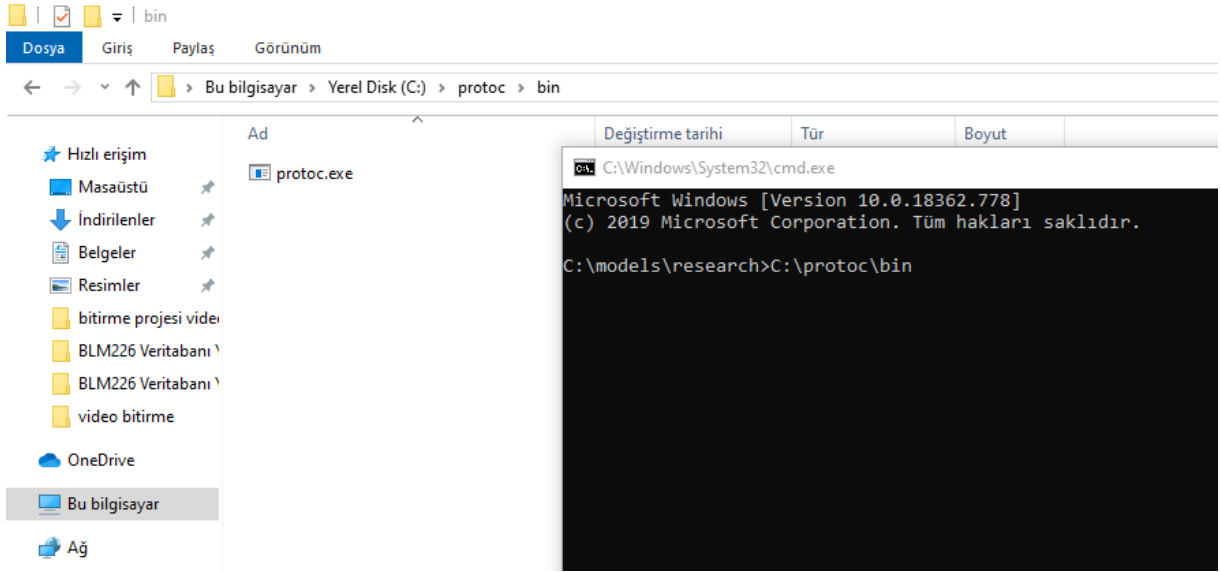 bin
Dosya Giriş Paylaş Görünüm
Bu bilgisayar > Yerel Disk (C:) > protoc > bin
Ad Değiştirme tarihi Tür Boyut
Hızlı erişim
Masaüstü
İndirilenler
Belgeler
Resimler
bitirme projesi vide
BLM226 Veritabanı
BLM226 Veritabanı
video bitirme
OneDrive
Bu bilgisayar
Ağ
protoc.exe
C:\Windows\System32\cmd.exe
Microsoft Windows [Version 10.0.18362.778]
(c) 2019 Microsoft Corporation. Tüm hakları saklıdır.
C:\models\research>C:\protoc\bin